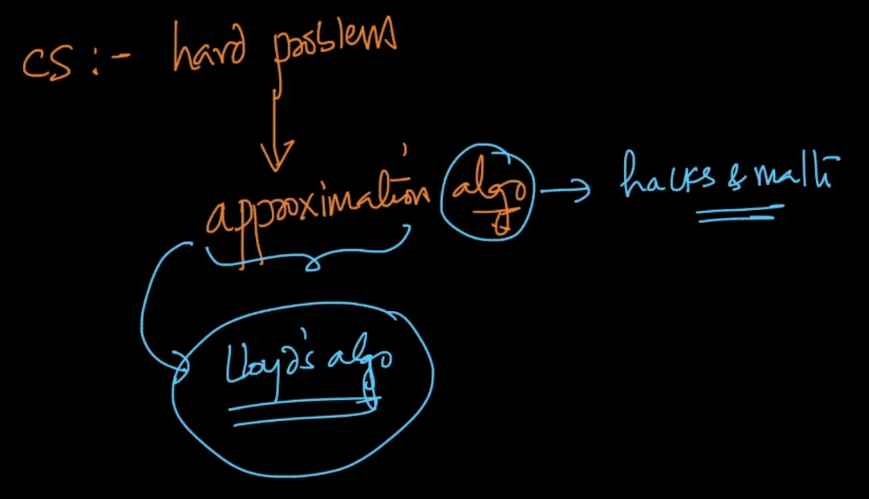 CS :- hard problems
approximation algo → hacks & math
Lloyd's algo